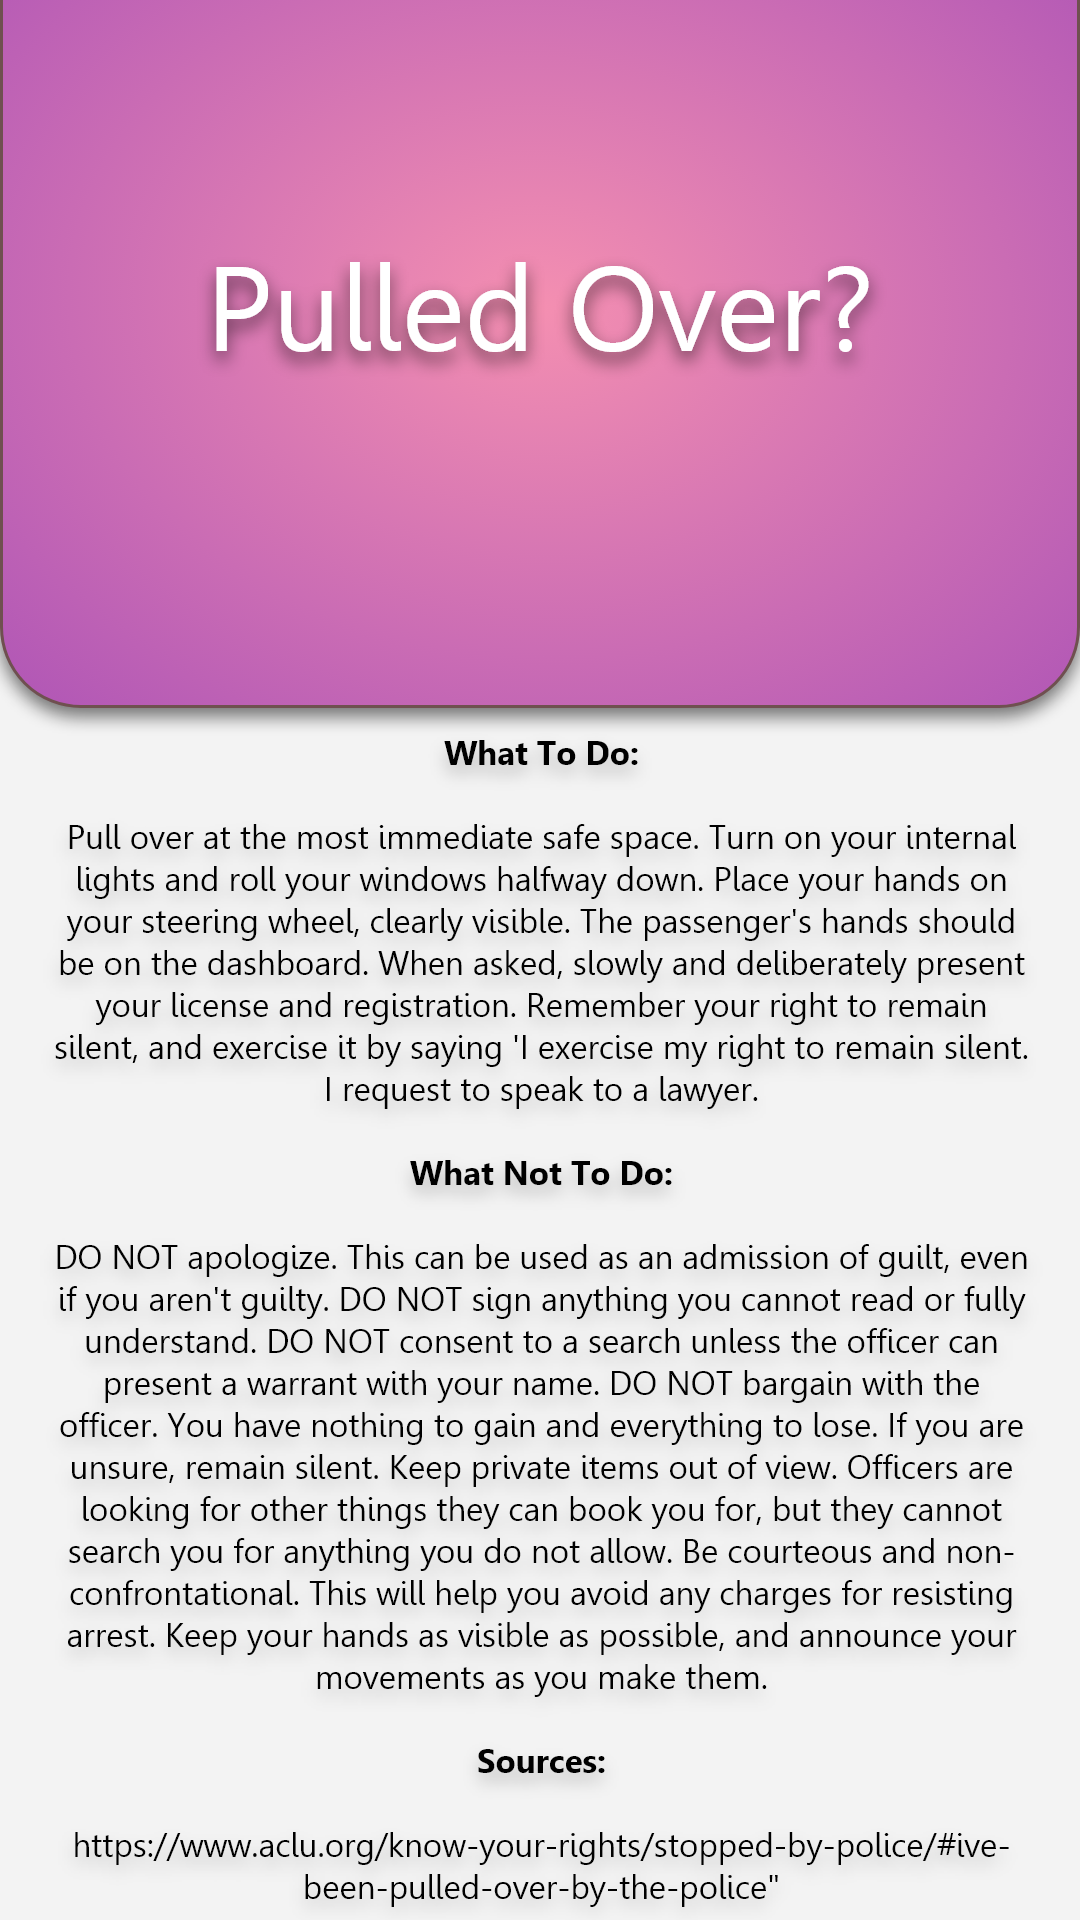 Pulled Over?
What To Do:
Pull over at the most immediate safe space. Turn on your internal
lights and roll your windows halfway down. Place your hands on
your steering wheel, clearly visible. The passenger's hands should
be on the dashboard. When asked, slowly and deliberately present
your license and registration. Remember your right to remain
silent, and exercise it by saying 'I exercise my right to remain silent.
I request to speak to a lawyer.
What Not To Do:
DO NOT apologize. This can be used as an admission of guilt, even
if you aren't guilty. DO NOT sign anything you cannot read or fully
understand. DO NOT consent to a search unless the officer can
present a warrant with your name. DO NOT bargain with the
officer. You have nothing to gain and everything to lose. If you are
unsure, remain silent. Keep private items out of view. Officers are
looking for other things they can book you for, but they cannot
search you for anything you do not allow. Be courteous and non-
confrontational. This will help you avoid any charges for resisting
arrest. Keep your hands as visible as possible, and announce your
movements as you make them.
Sources:
https://www.aclu.org/know-your-rights/stopped-by-police/#ive-
been-pulled-over-by-the-police"